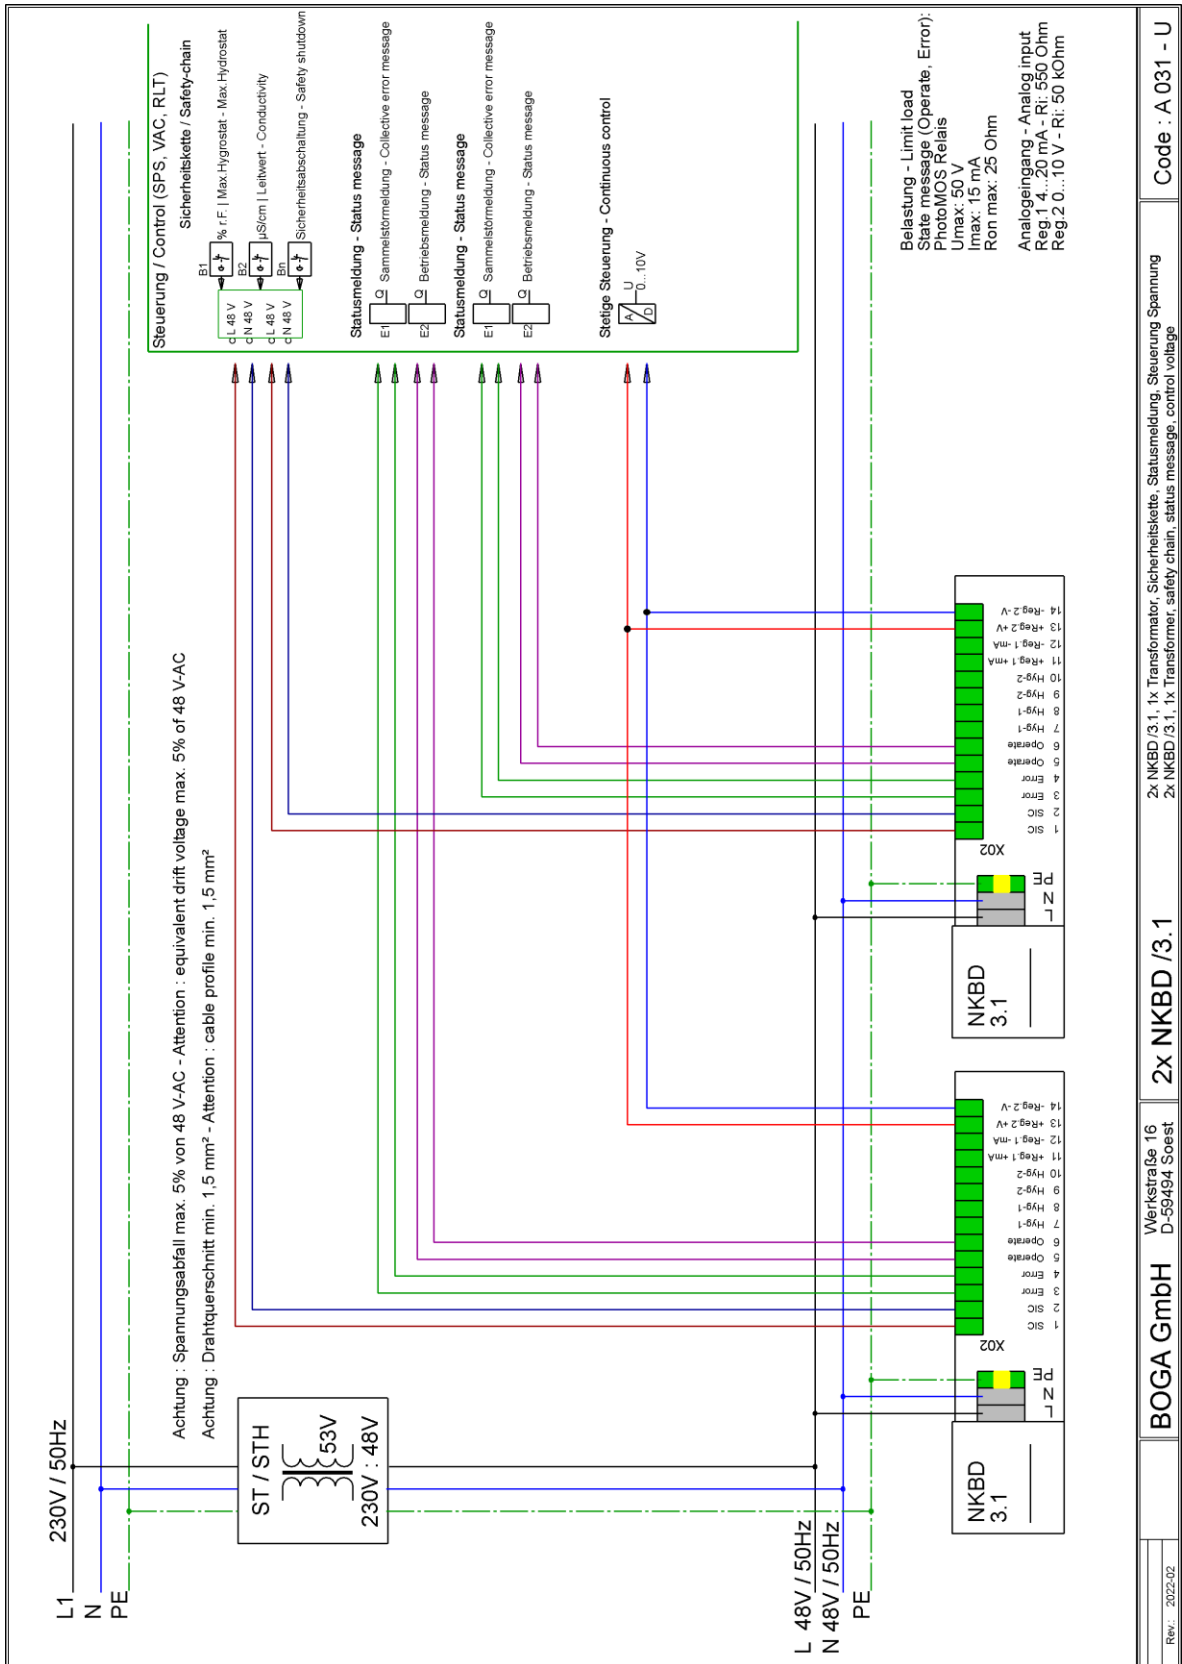 L1
N
PE
230V / 50Hz
ST / STH
53V
230V : 48V
Achtung : Spannungsabfall max. 5% von 48 V-AC - Attention : equivalent drift voltage max. 5% of 48 V-AC
Achtung : Drahtquerschnitt min. 1,5 mm² - Attention : cable profile min. 1,5 mm²
Steuerung / Control (SPS, VAC, RLT)
Sicherheitskette / Safety-chain
B1
% r.F. | Max.Hygrostat - Max.Hydrostat
B2
µS/cm | Leitwert - Conductivity
Bn
Sicherheitsabschaltung - Safety shutdown
L 48 V
N 48 V
L 48 V
N 48 V
Statusmeldung - Status message
E1
Q
Sammelstörmeldung - Collective error message
E2
Q
Betriebsmeldung - Status message
Statusmeldung - Status message
E1
Q
Sammelstörmeldung - Collective error message
E2
Q
Betriebsmeldung - Status message
Stetige Steuerung - Continuous control
A
D
U
0...10V
L 48V / 50Hz
N 48V / 50Hz
PE
Belastung - Limit load
State message (Operate, Error):
PhotoMOS Relais
Umax: 50 V
Imax: 15 mA
Ron max: 25 Ohm
Analogeingang - Analog input
Reg.1 4...20 mA - Ri: 550 Ohm
Reg.2 0...10 V - Ri: 50 kOhm
NKBD
3.1
L
N
PE
X02
1 SIC
2 SIC
3 Error
4 Error
5 Operate
6 Operate
7 Hyg-1
8 Hyg-1
9 Hyg-2
10 Hyg-2
11 +Reg.1 +mA
12 -Reg.1 -mA
13 +Reg.2 +V
14 -Reg.2 -V
NKBD
3.1
L
N
PE
X02
1 SIC
2 SIC
3 Error
4 Error
5 Operate
6 Operate
7 Hyg-1
8 Hyg-1
9 Hyg-2
10 Hyg-2
11 +Reg.1 +mA
12 -Reg.1 -mA
13 +Reg.2 +V
14 -Reg.2 -V
Rev.: 2022-02
BOGA GmbH
Werkstraße 16
D-59494 Soest
2x NKBD /3.1
2x NKBD /3.1, 1x Transformator, Sicherheitskette, Statusmeldung, Steuerung Spannung
2x NKBD /3.1, 1x Transformer, safety chain, status message, control voltage
Code : A 031 - U